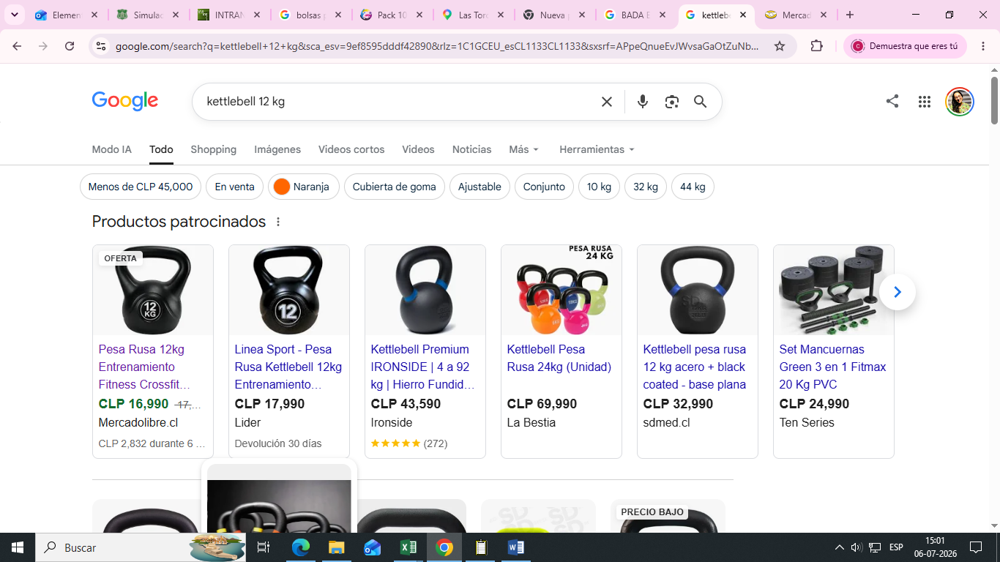 Element
Simulac
INTRAN
bolsas p
Pack 10
Las Torc
Nueva p
BADA E
kettlebe
Mercad
google.com/search?q=kettlebell+12+kg&sca_esv=9ef8595dddf42890&rlz=1C1GCEU_esCL1133CL1133&sxsrf=APpeQnueEvJWvsaGaOtZuNb...
Demuestra que eres tú
Google
kettlebell 12 kg
Modo IA
Todo
Shopping
Imágenes
Videos cortos
Videos
Noticias
Más
Herramientas
Menos de CLP 45,000
En venta
Naranja
Cubierta de goma
Ajustable
Conjunto
10 kg
32 kg
44 kg
Productos patrocinados
OFERTA
12
KG
Pesa Rusa 12kg
Entrenamiento
Fitness Crossfit...
CLP 16,990 17,...
Mercadolibre.cl
CLP 2,832 durante 6 ...
12
Linea Sport - Pesa
Rusa Kettlebell 12kg
Entrenamiento...
CLP 17,990
Lider
Devolución 30 días
Kettlebell Premium
IRONSIDE | 4 a 92
kg | Hierro Fundid...
CLP 43,590
Ironside
(272)
PESA RUSA
24 KG
Kettlebell Pesa
Rusa 24kg (Unidad)
CLP 69,990
La Bestia
Kettlebell pesa rusa
12 kg acero + black
coated - base plana
CLP 32,990
sdmed.cl
Set Mancuernas
Green 3 en 1 Fitmax
20 Kg PVC
CLP 24,990
Ten Series
PRECIO BAJO
Buscar
ESP
15:01
06-07-2026